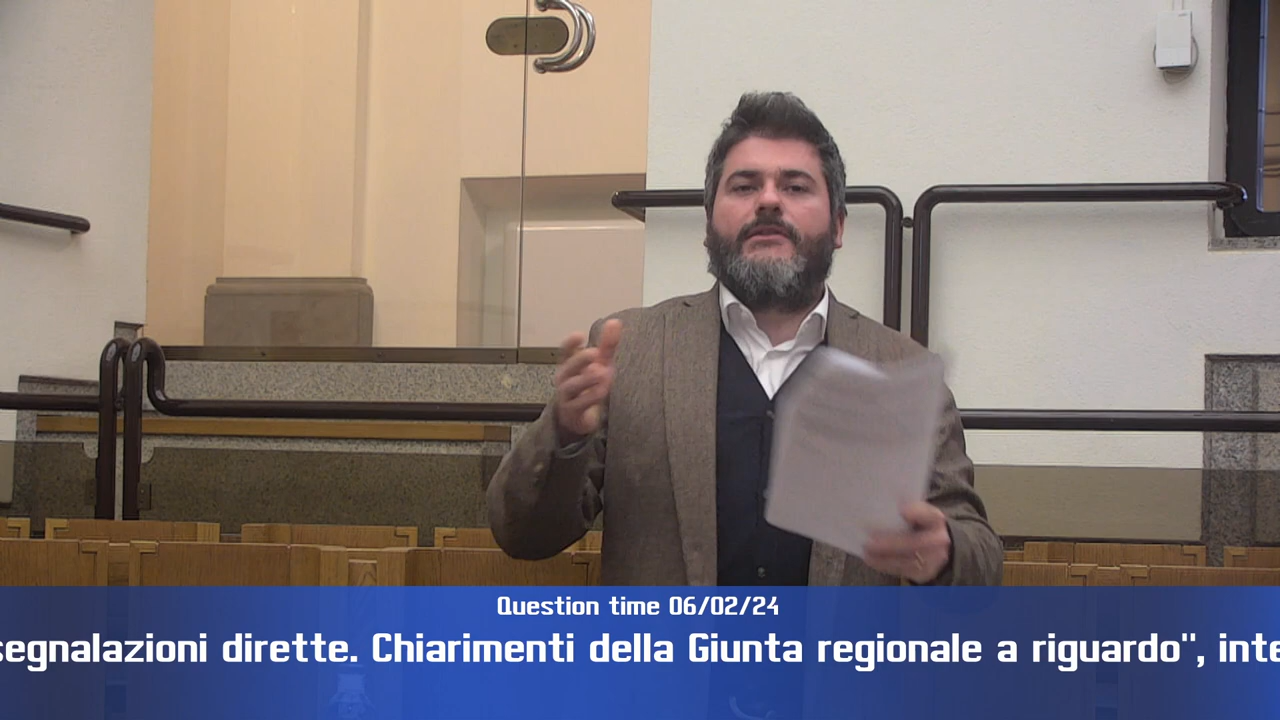 Question time 06/02/24
segnalazioni dirette. Chiarimenti della Giunta regionale a riguardo", inte